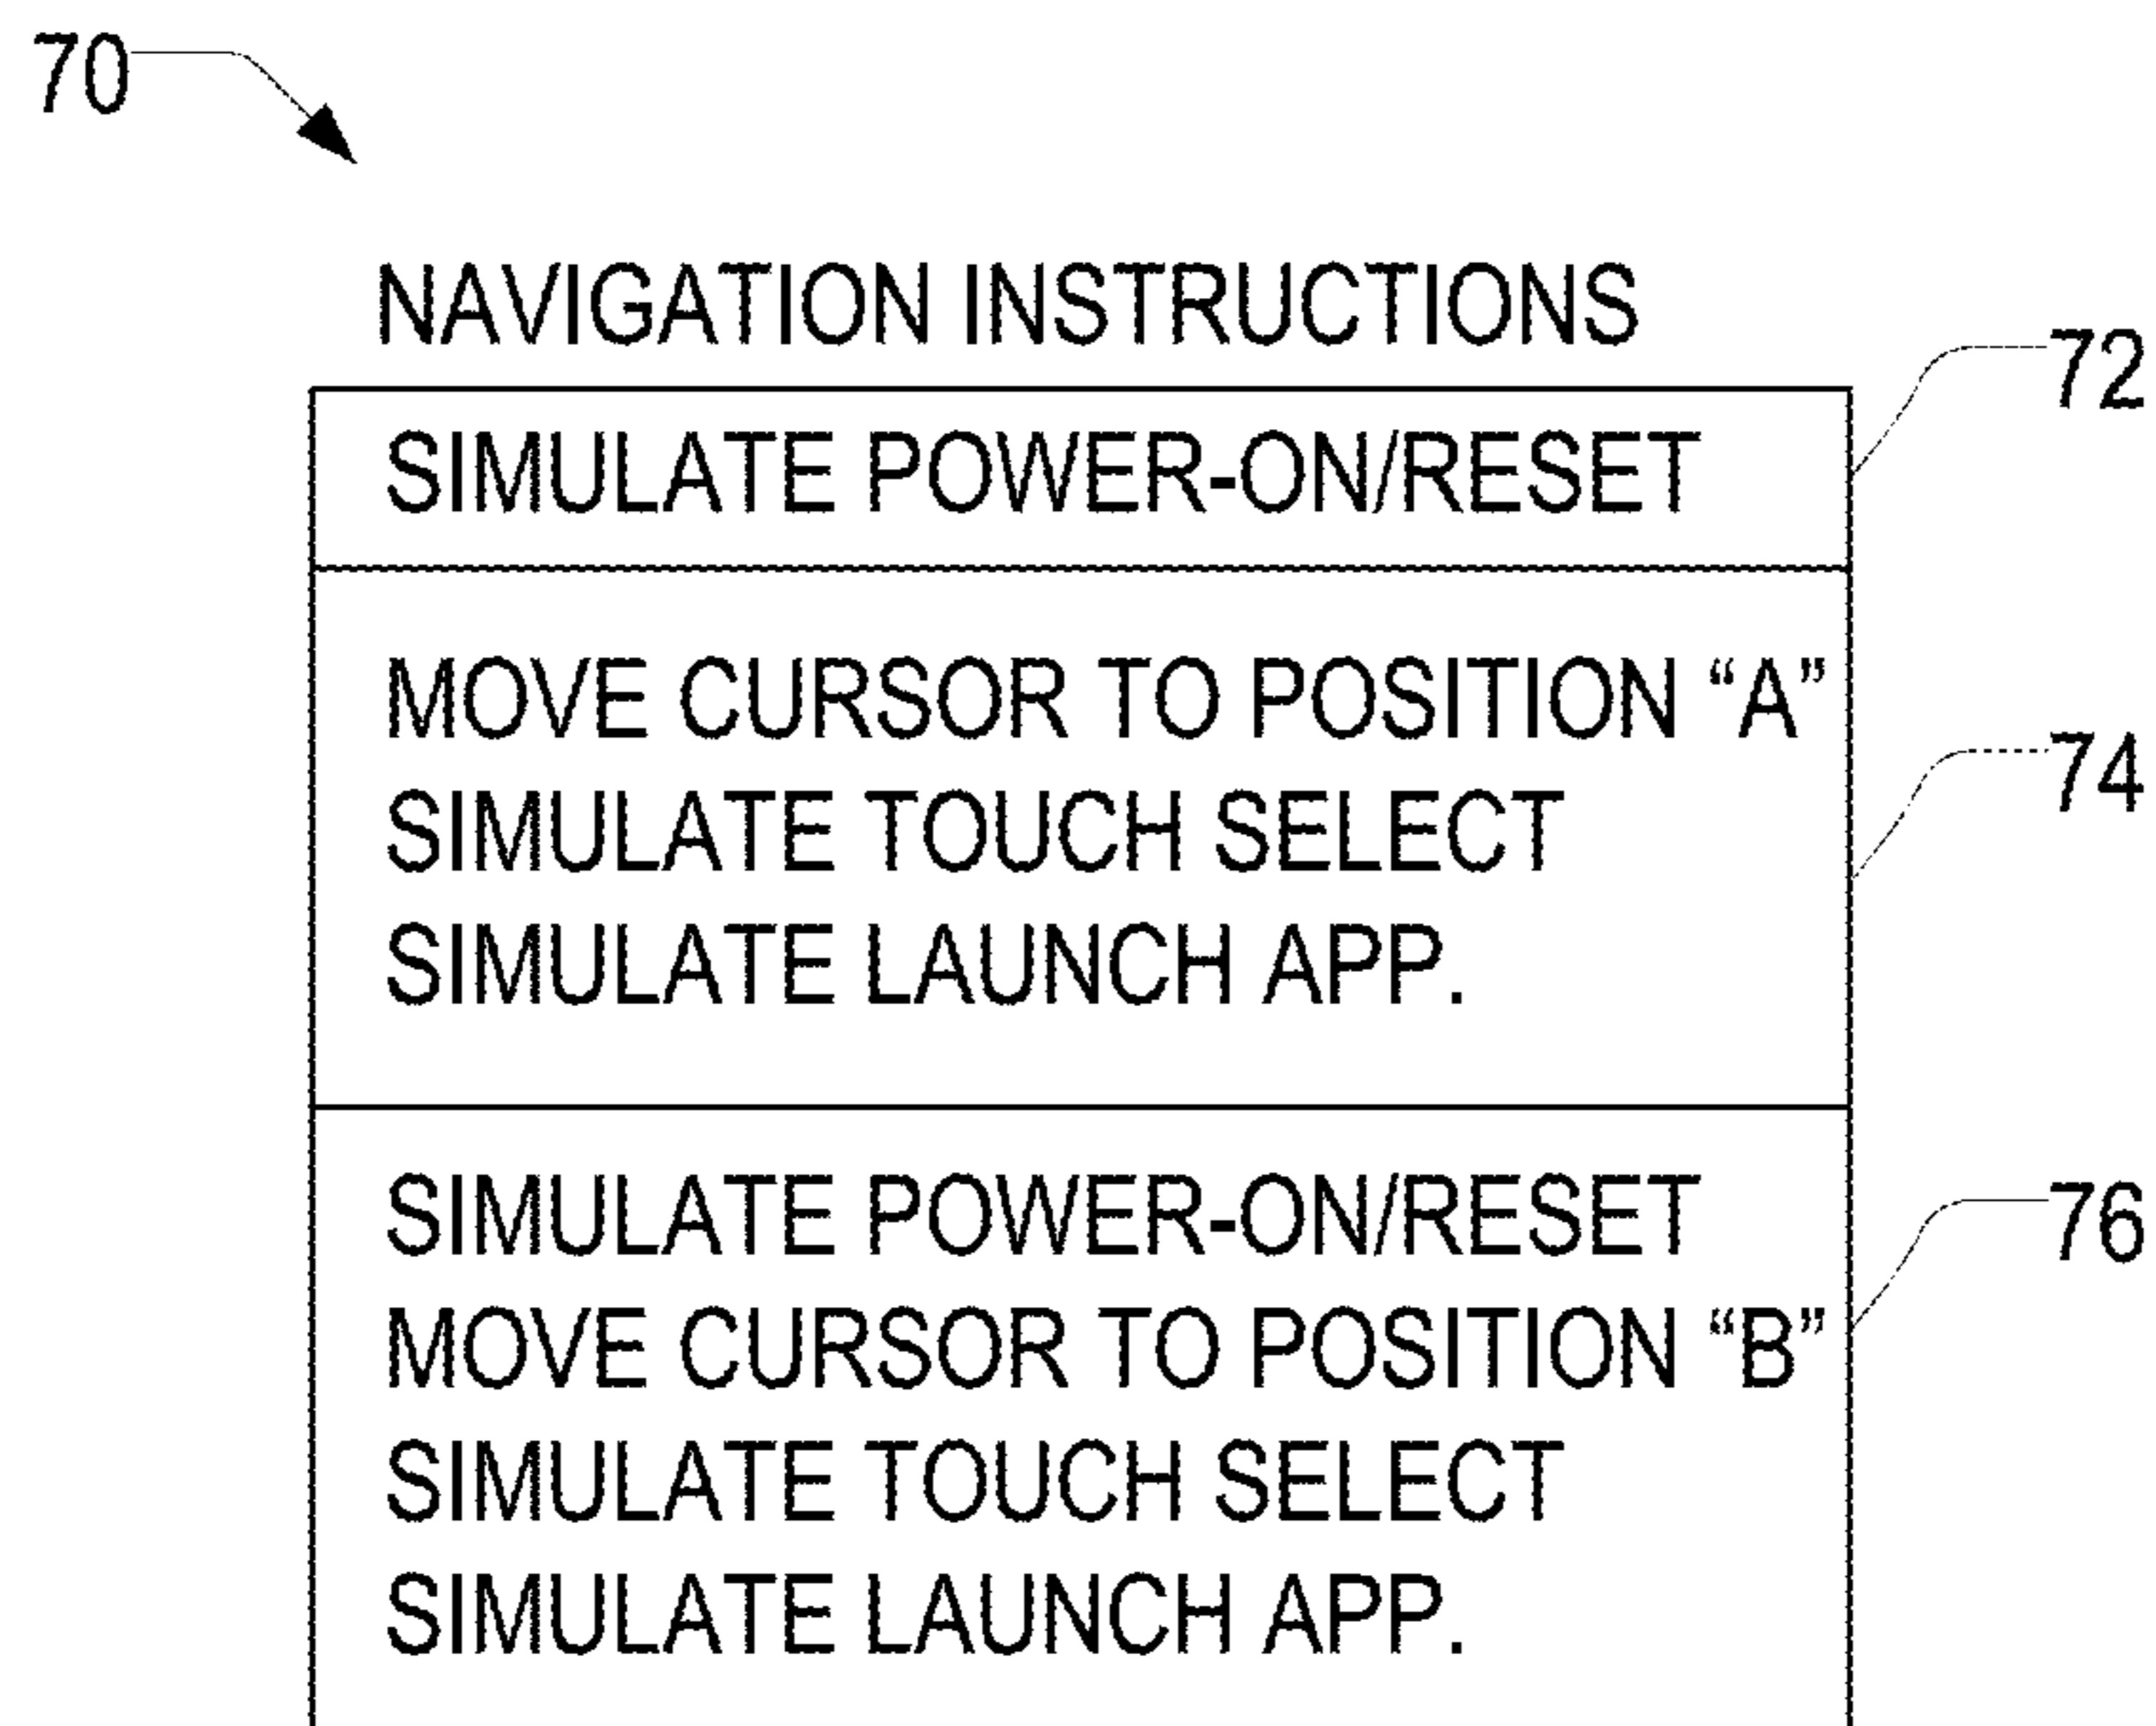 70
NAVIGATION INSTRUCTIONS
72
SIMULATE POWER-ON/RESET
MOVE CURSOR TO POSITION “A”
74
SIMULATE TOUCH SELECT
SIMULATE LAUNCH APP.
SIMULATE POWER-ON/RESET
76
MOVE CURSOR TO POSITION “B”
SIMULATE TOUCH SELECT
SIMULATE LAUNCH APP.